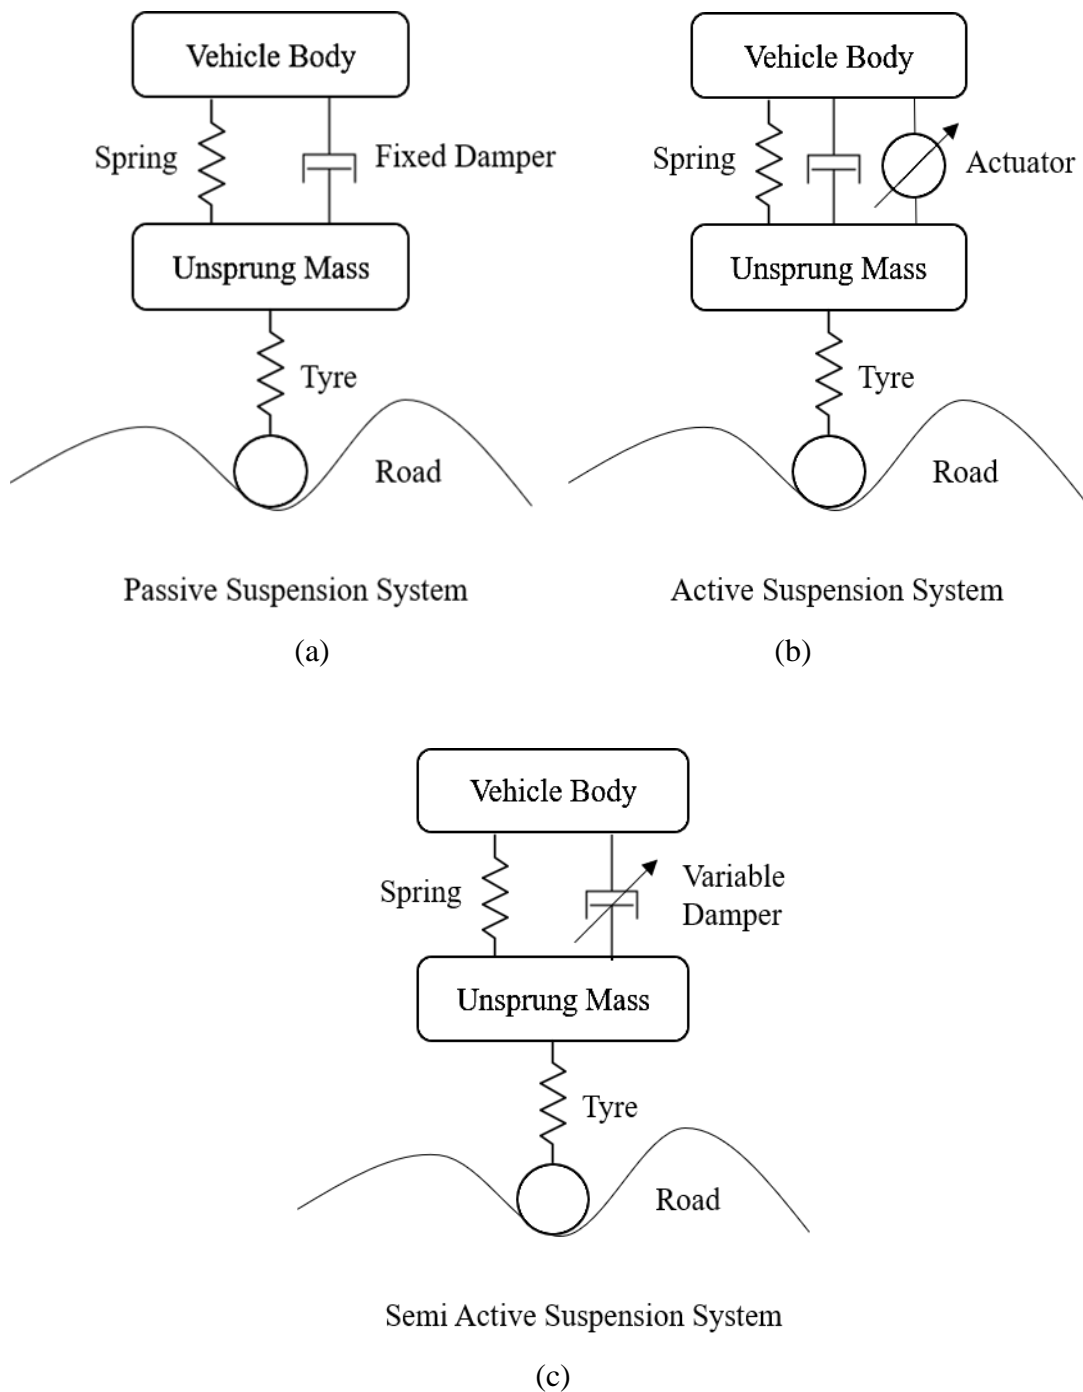 Vehicle Body
Spring
Fixed Damper
Unsprung Mass
Tyre
Road
Passive Suspension System
(a)
Vehicle Body
Spring
Actuator
Unsprung Mass
Tyre
Road
Active Suspension System
(b)
Vehicle Body
Spring
Variable
Damper
Unsprung Mass
Tyre
Road
Semi Active Suspension System
(c)